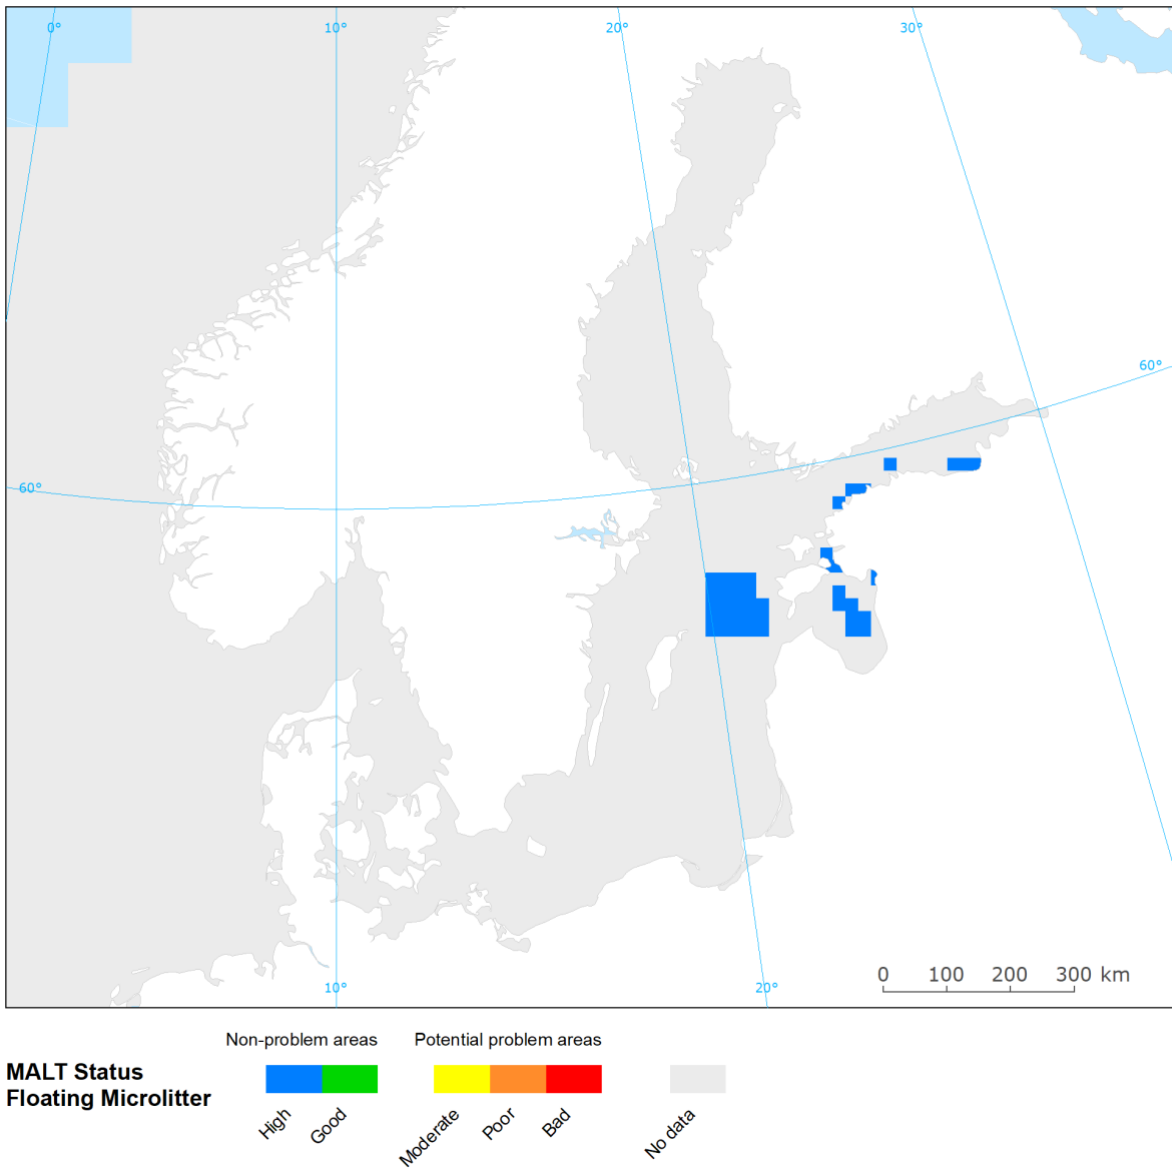 0°
10°
20°
30°
60°
60°
0 100 200 300 km
10°
20°
Non-problem areas
Potential problem areas
MALT Status
Floating Microlitter
High
Good
Moderate
Poor
Bad
No data